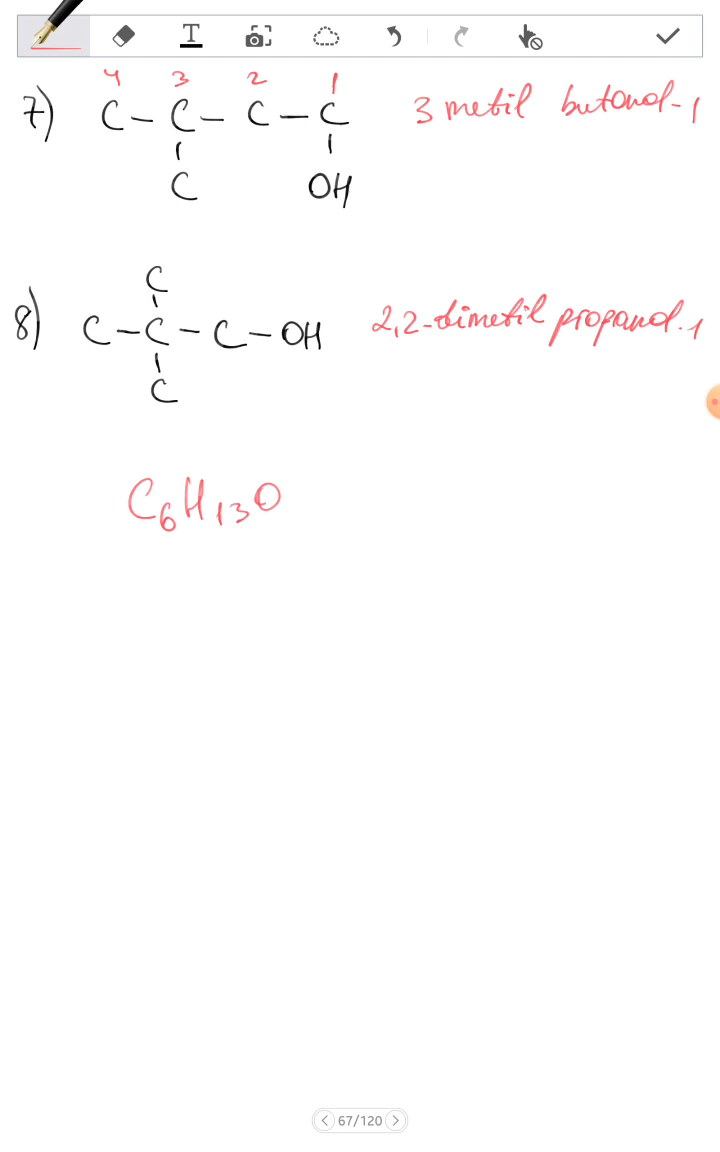 T
4 3 2 1
7) C - C - C - C 3 metil butanol-1
C OH
C
8) C - C - C - OH 2,2-dimetil propanol-1
C
C6H13O
67/120